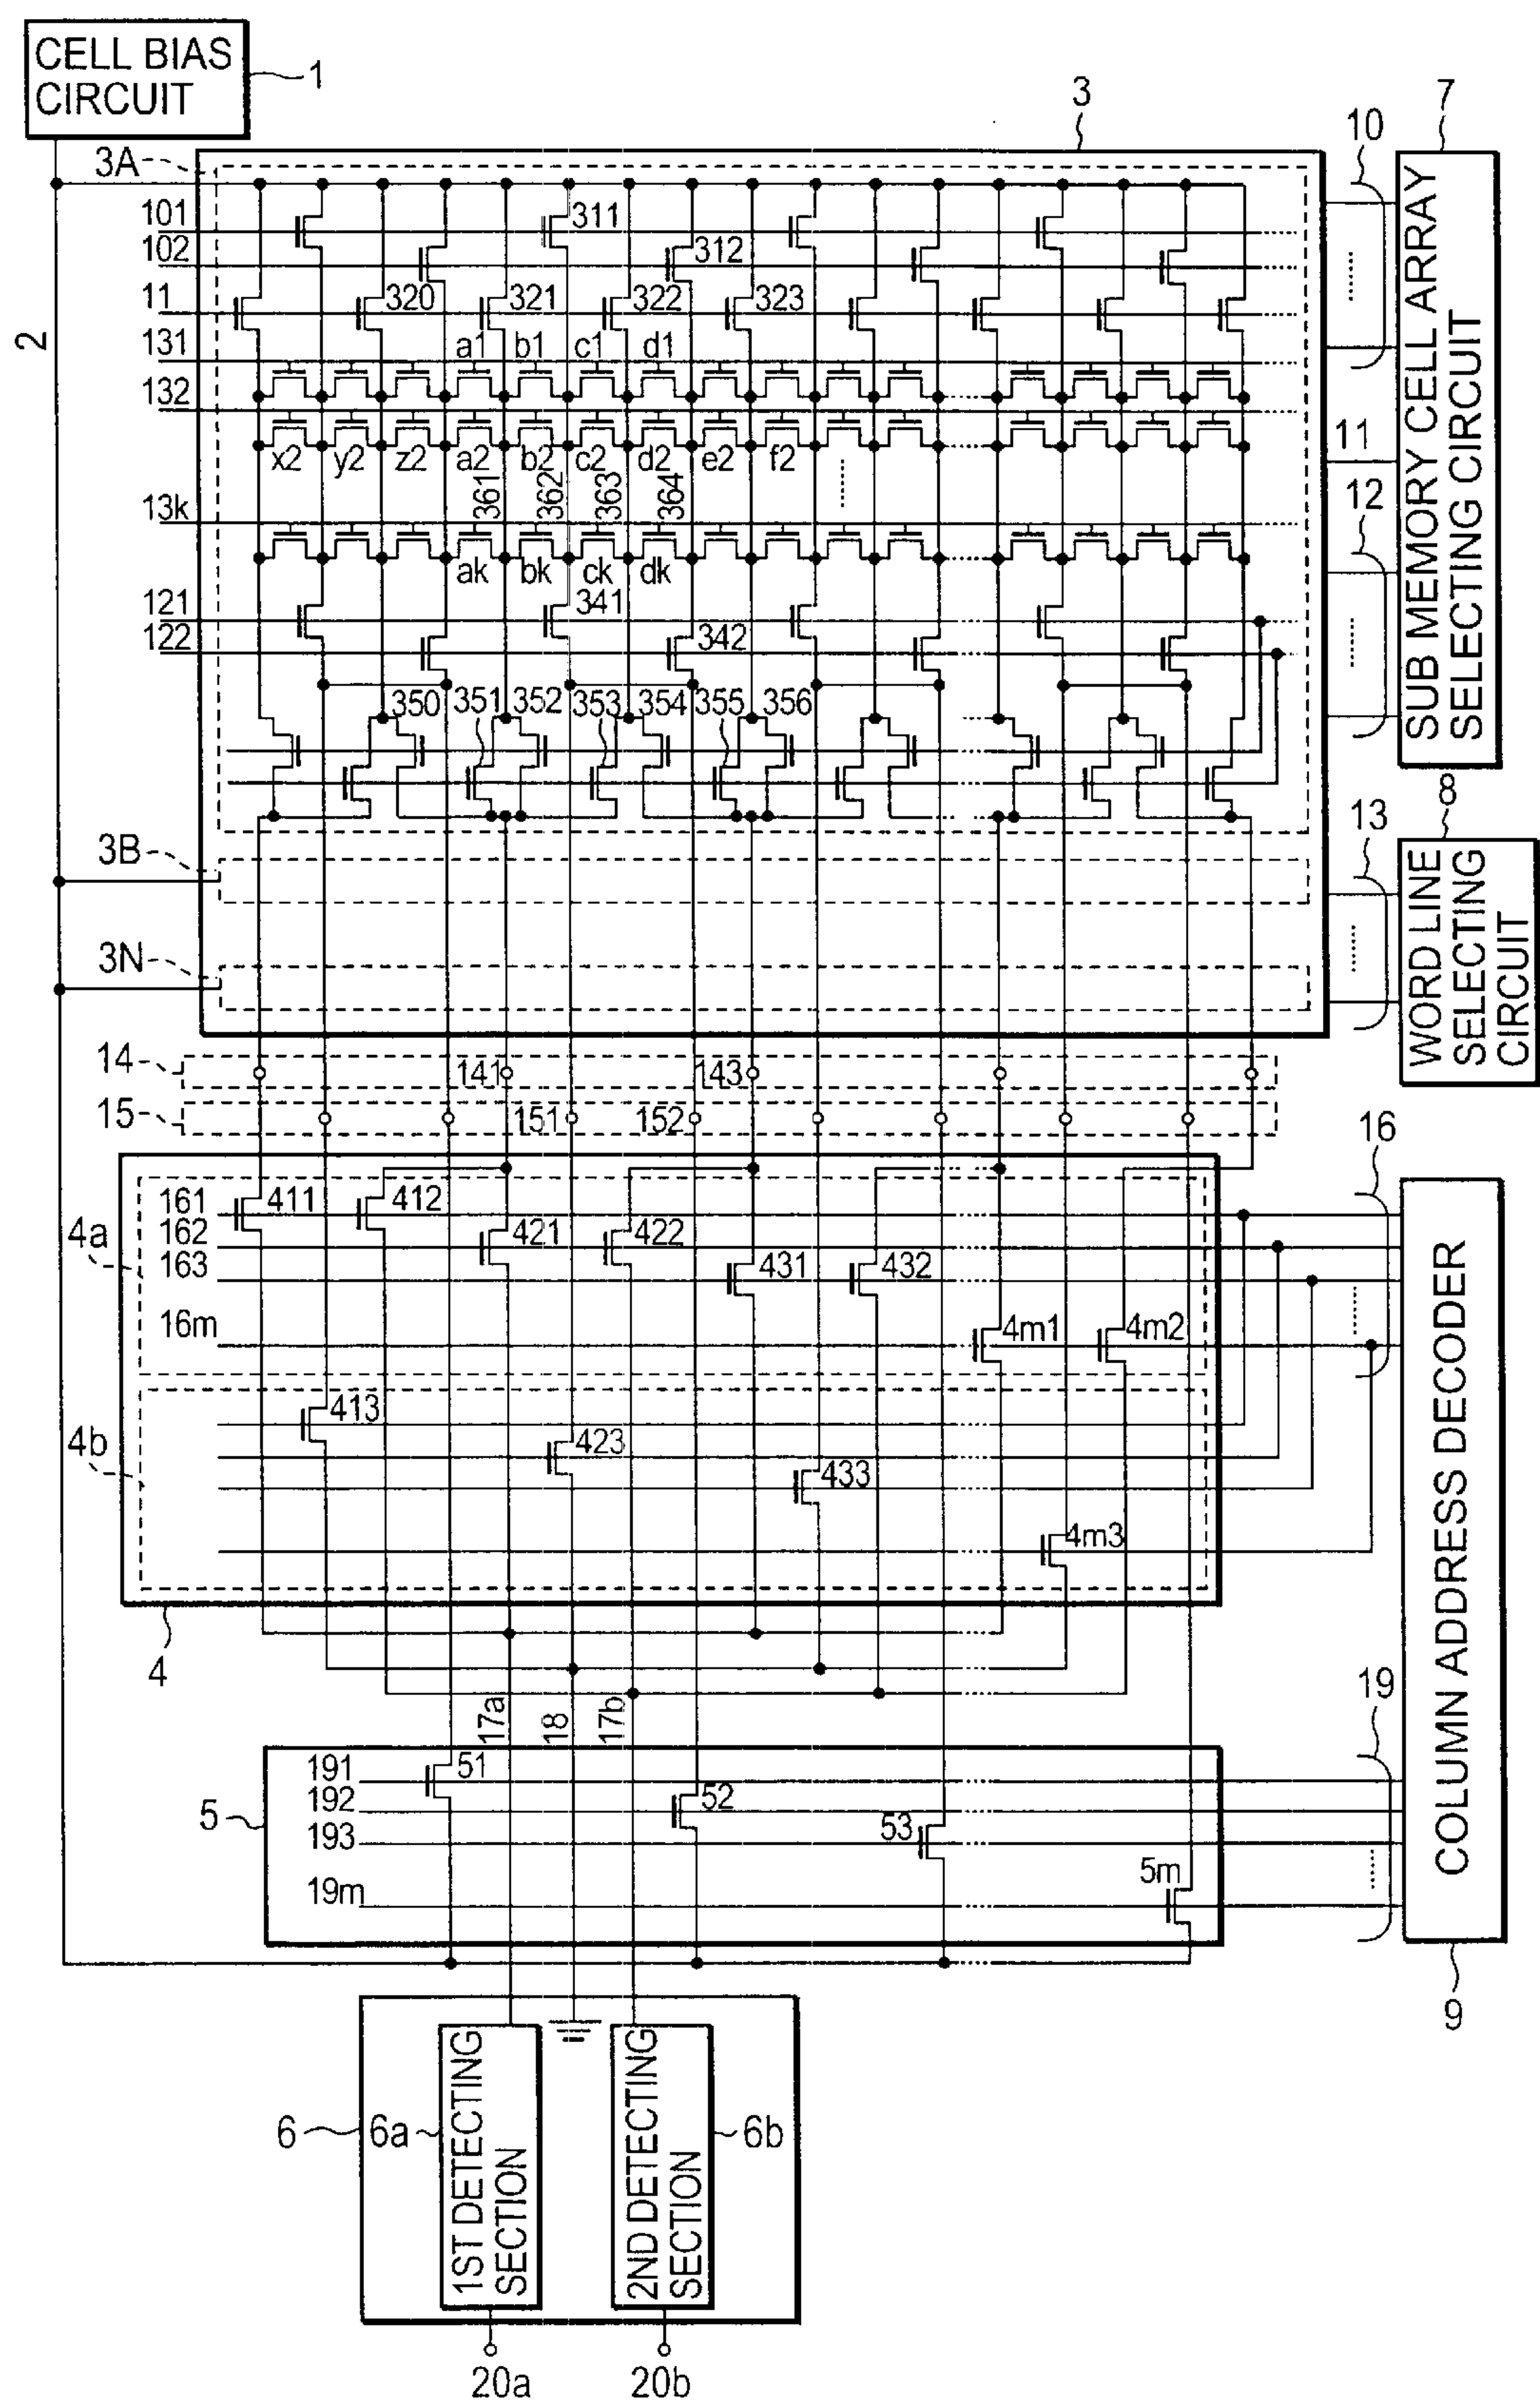 CELL BIAS
CIRCUIT
1
2
3
3A
101
102
11
131
132
13k
121
122
311
312
320
321
322
323
a1
b1
c1
d1
x2
y2
z2
a2
b2
c2
d2
e2
f2
361
362
363
364
ak
bk
ck
dk
341
342
350
351
352
353
354
355
356
3B
3N
10
7
11
12
SUB MEMORY CELL ARRAY
SELECTING CIRCUIT
8
13
WORD LINE
SELECTING
CIRCUIT
14
141
143
15
151
152
16
161
162
163
16m
4a
411
412
421
422
431
432
4m1
4m2
4b
413
423
433
4m3
4
17a
18
17b
COLUMN ADDRESS DECODER
9
19
5
191
192
193
19m
51
52
53
5m
6
6a
1ST DETECTING
SECTION
2ND DETECTING
SECTION
6b
20a
20b